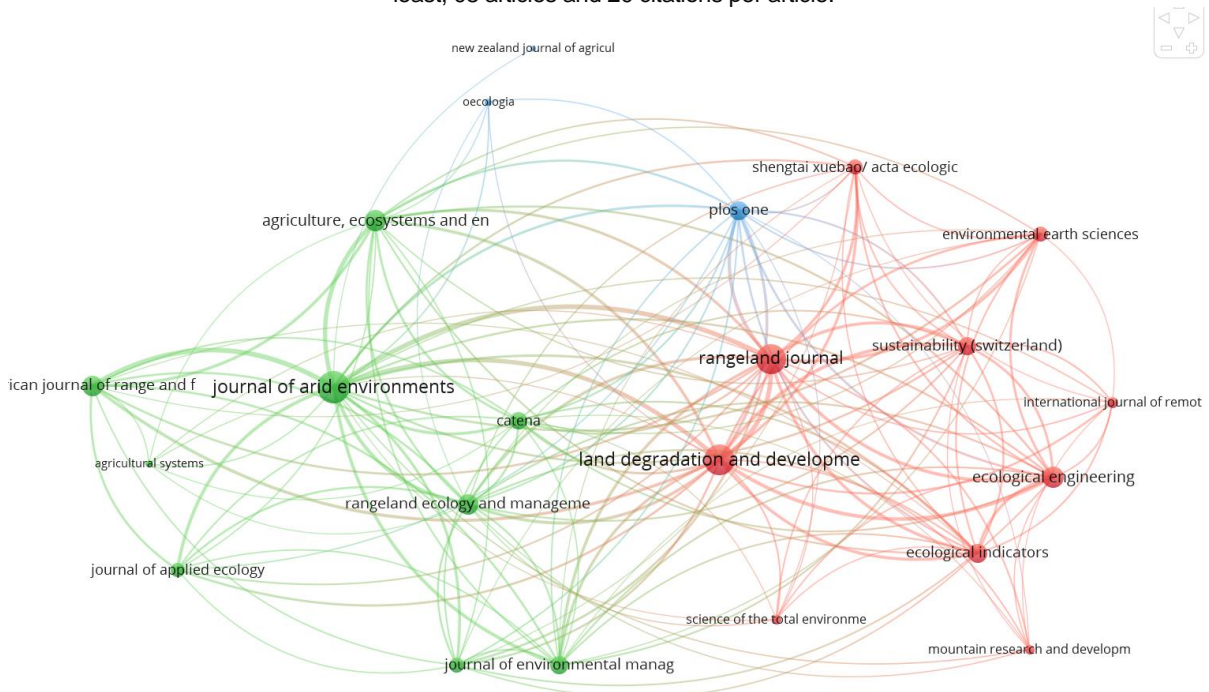 new zealand journal of agricul
oecologia
shengtai xuebao/ acta ecologic
plos one
agriculture, ecosystems and en
environmental earth sciences
sustainability (switzerland)
rangeland journal
ican journal of range and f
journal of arid environments
international journal of remot
catena
agricultural systems
land degradation and developme
ecological engineering
rangeland ecology and manageme
ecological indicators
journal of applied ecology
science of the total environme
mountain research and developm
journal of environmental manag